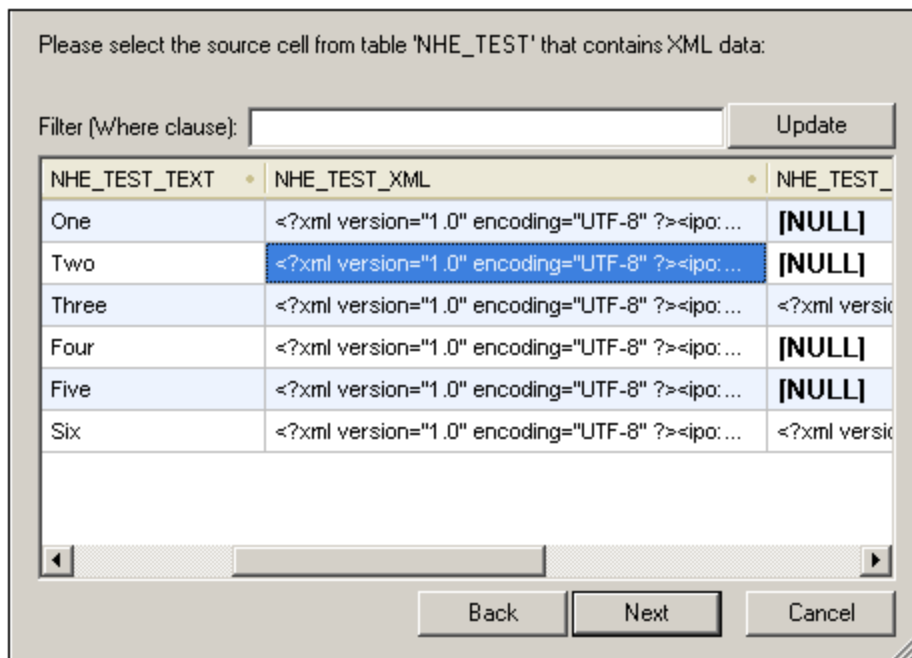 Please select the source cell from table 'NHE_TEST' that contains XML data:
Filter (Where clause): Update
NHE_TEST_TEXT NHE_TEST_XML NHE_TEST_
One <?xml version="1.0" encoding="UTF-8" ?><ipo:... [NULL]
Two <?xml version="1.0" encoding="UTF-8" ?><ipo:... [NULL]
Three <?xml version="1.0" encoding="UTF-8" ?><ipo:... <?xml versio
Four <?xml version="1.0" encoding="UTF-8" ?><ipo:... [NULL]
Five <?xml version="1.0" encoding="UTF-8" ?><ipo:... [NULL]
Six <?xml version="1.0" encoding="UTF-8" ?><ipo:... <?xml versio
Back Next Cancel